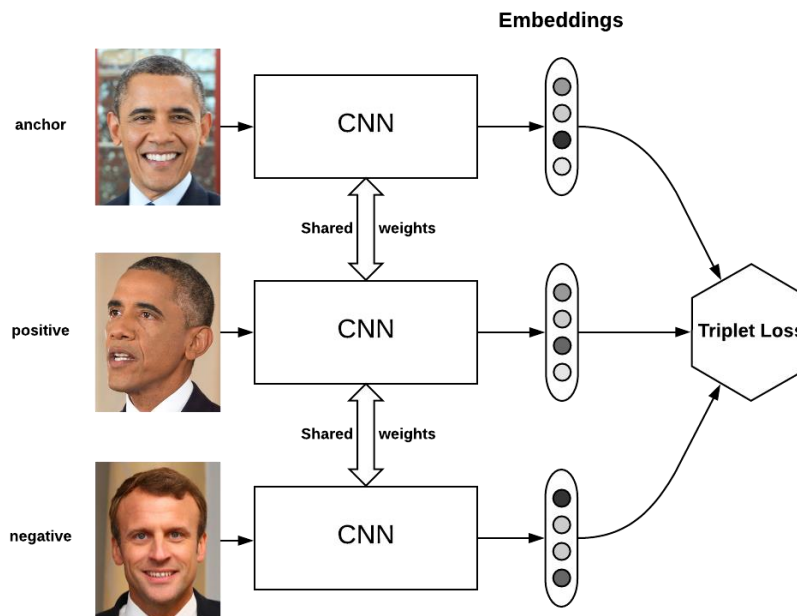 Embeddings
anchor
CNN
Shared weights
positive
CNN
Triplet Loss
Shared weights
negative
CNN